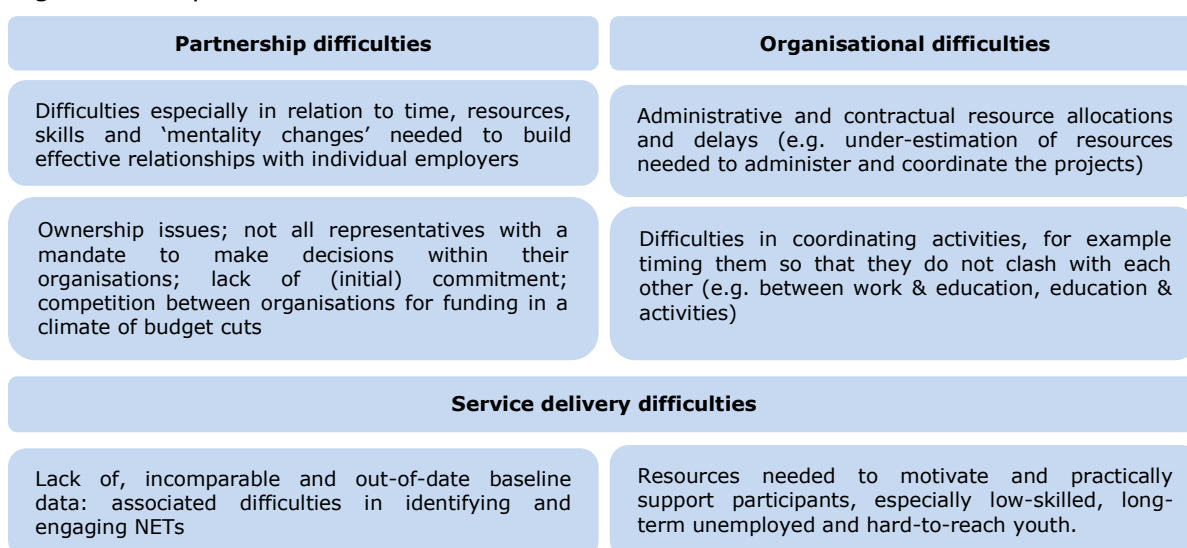 Partnership difficulties
Organisational difficulties
Difficulties especially in relation to time, resources,
skills and ‘mentality changes’ needed to build
effective relationships with individual employers
Administrative and contractual resource allocations
and delays (e.g. under-estimation of resources
needed to administer and coordinate the projects)
Ownership issues; not all representatives with a
mandate to make decisions within their
organisations; lack of (initial) commitment;
competition between organisations for funding in a
climate of budget cuts
Difficulties in coordinating activities, for example
timing them so that they do not clash with each
other (e.g. between work & education, education &
activities)
Service delivery difficulties
Lack of, incomparable and out-of-date baseline
data: associated difficulties in identifying and
engaging NETs
Resources needed to motivate and practically
support participants, especially low-skilled, long-
term unemployed and hard-to-reach youth.